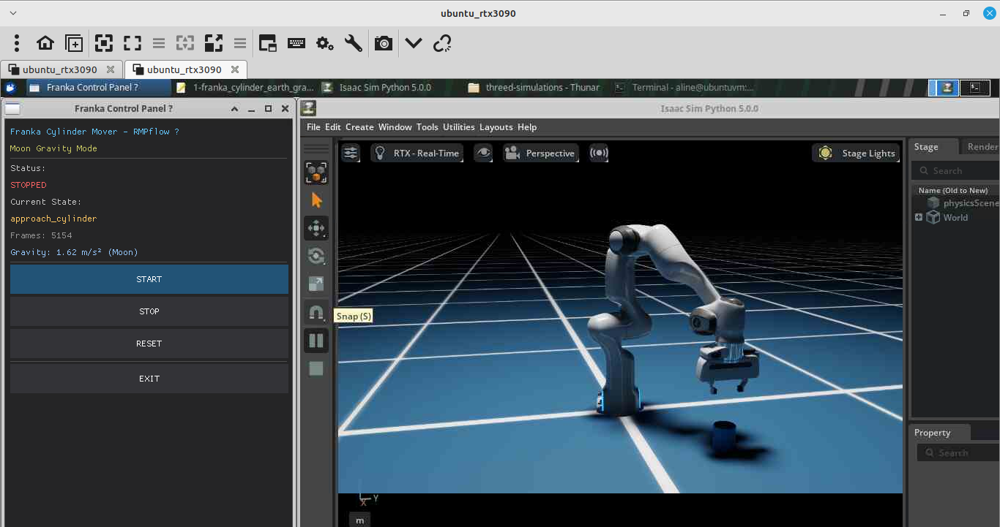 ubuntu_rtx3090
ubuntu_rtx3090
ubuntu_rtx3090
Franka Control Panel ?
1-franka_cylinder_earth_gra...
Isaac Sim Python 5.0.0
threed-simulations - Thunar
Terminal - aline@ubuntuvm:...
Franka Control Panel ?
Isaac Sim Python 5.0.0
Franka Cylinder Mover - RMPflow ?
Moon Gravity Mode
Status:
STOPPED
Current State:
approach_cylinder
Frames: 5154
Gravity: 1.62 m/s² (Moon)
START
STOP
RESET
EXIT
File Edit Create Window Tools Utilities Layouts Help
RTX - Real-Time
Perspective
Stage Lights
Snap (S)
Y
X
m
Stage
Render
Search
Name (Old to New)
physicsScene
World
Property
Search